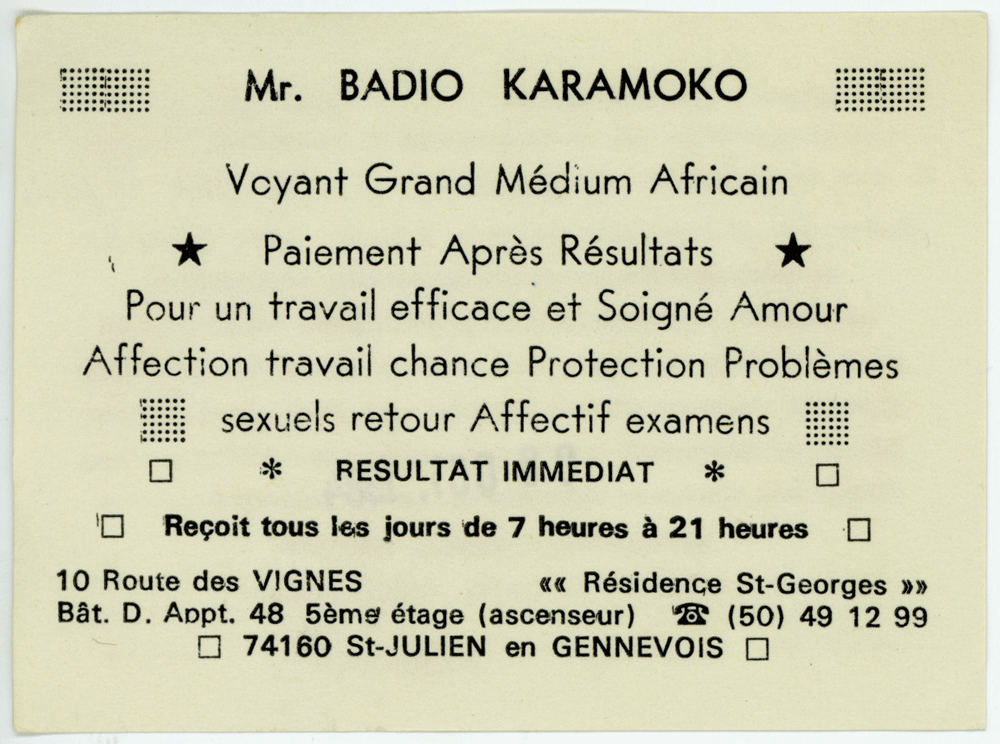 Mr. BADIO KARAMOKO
Voyant Grand Médium Africain
★ Paiement Après Résultats ★
Pour un travail efficace et Soigné Amour
Affection travail chance Protection Problèmes
sexuels retour Affectif examens
□ * RESULTAT IMMEDIAT * □
□ Reçoit tous les jours de 7 heures à 21 heures □
10 Route des VIGNES «« Résidence St-Georges »»
Bât. D. Appt. 48 5ème étage (ascenseur) ☎ (50) 49 12 99
□ 74160 St-JULIEN en GENNEVOIS □